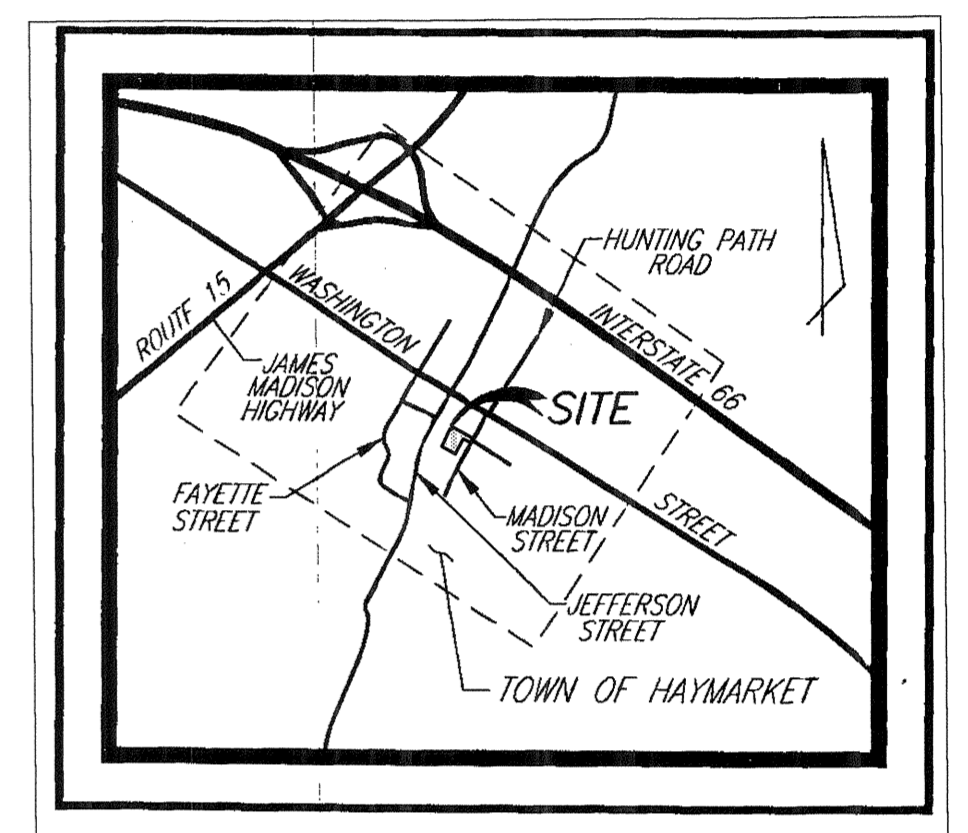 HUNTING PATH
ROAD
ROUTE 15
WASHINGTON
INTERSTATE 66
JAMES
MADISON
HIGHWAY
SITE
FAYETTE
STREET
STREET
MADISON
STREET
JEFFERSON
STREET
TOWN OF HAYMARKET